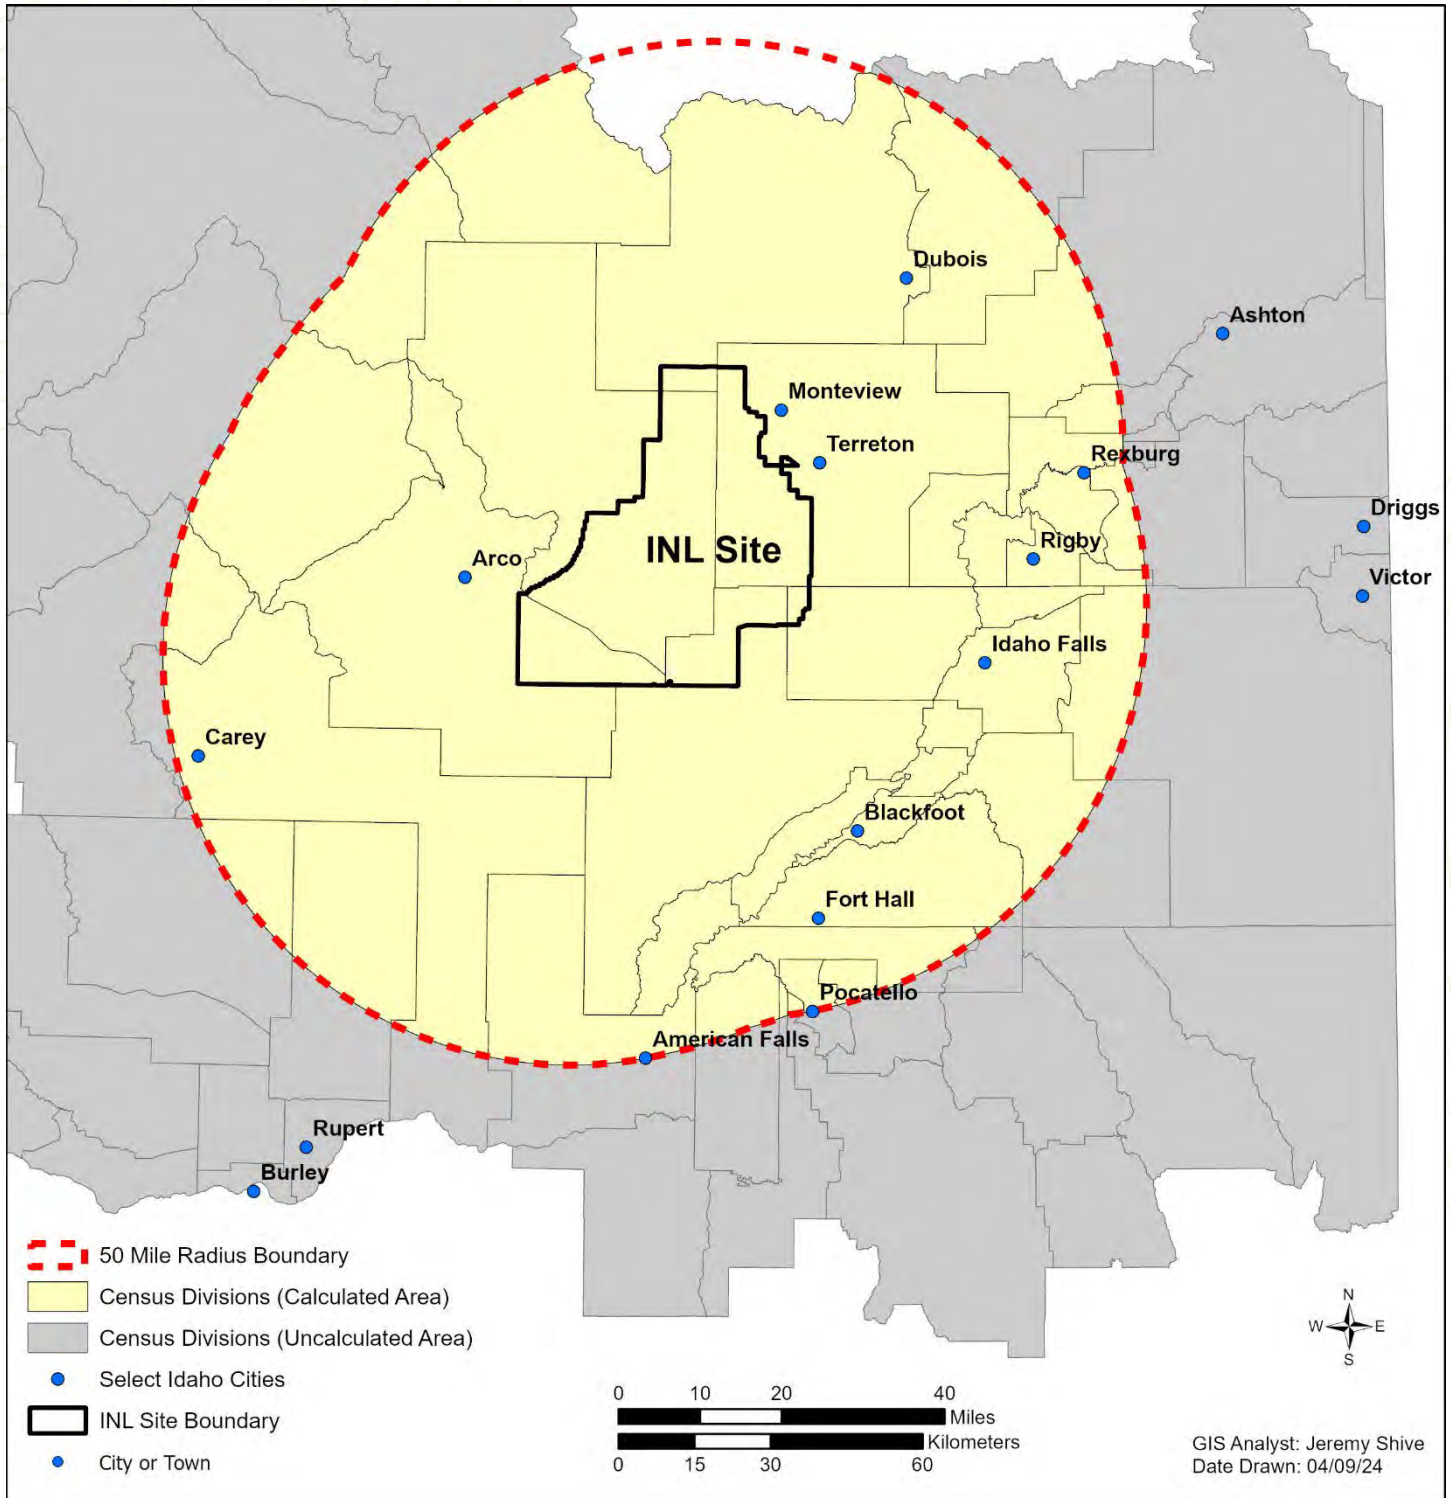 Dubois
Ashton
Monteview
Terreton
Rexburg
Driggs
INL Site
Rigby
Arco
Victor
Idaho Falls
Carey
Blackfoot
Fort Hall
Pocatello
American Falls
Rupert
Burley
50 Mile Radius Boundary
Census Divisions (Calculated Area)
Census Divisions (Uncalculated Area)
Select Idaho Cities
INL Site Boundary
City or Town
0 10 20 40
Miles
Kilometers
0 15 30 60
N
W E
S
GIS Analyst: Jeremy Shive
Date Drawn: 04/09/24